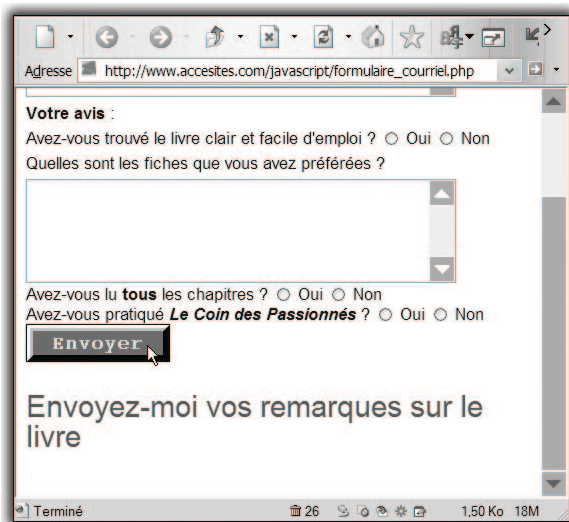 Adresse http://www.accesites.com/javascript/formulaire_courriel.php
Votre avis :
Avez-vous trouvé le livre clair et facile d'emploi ? Oui Non
Quelles sont les fiches que vous avez préférées ?
Avez-vous lu tous les chapitres ? Oui Non
Avez-vous pratiqué Le Coin des Passionnés ? Oui Non
Envoyer
Envoyez-moi vos remarques sur le
livre
Terminé 26 1,50 Ko 18M